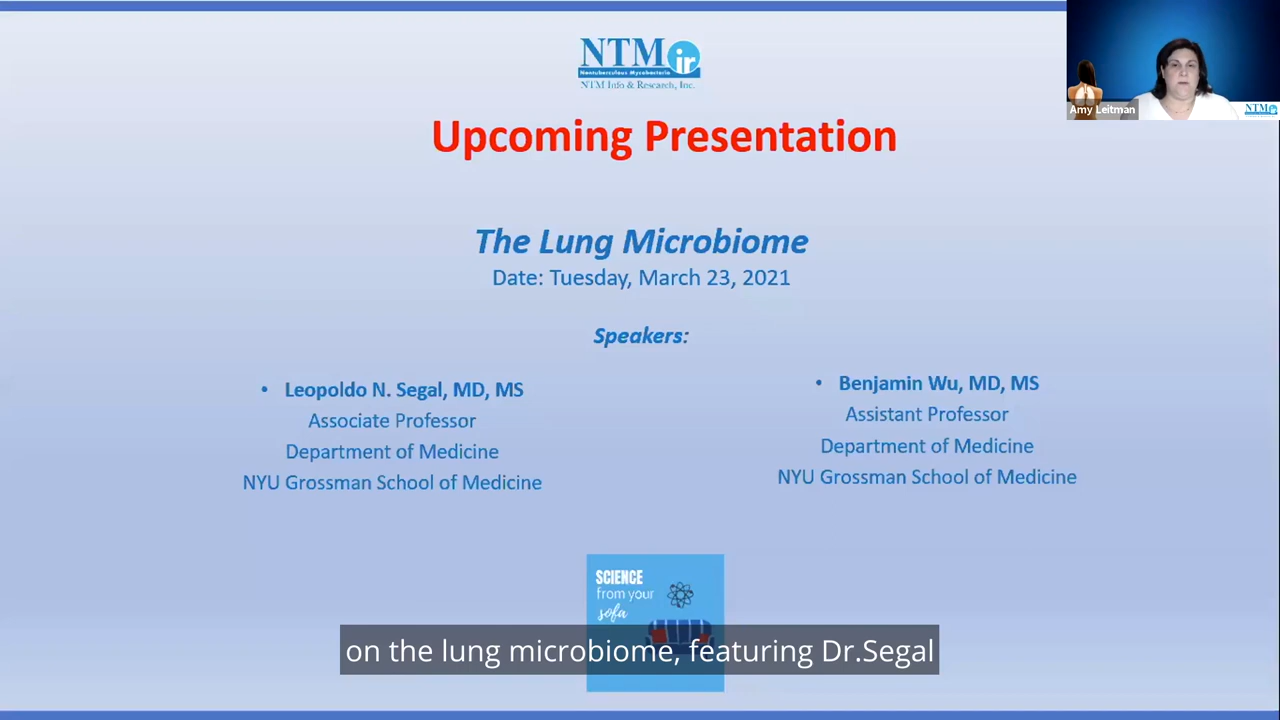 NTMir
Nontuberculous Mycobacteria
NTM Info & Research, Inc.
Amy Leitman
NTMir
Upcoming Presentation
The Lung Microbiome
Date: Tuesday, March 23, 2021
Speakers:
• Leopoldo N. Segal, MD, MS
Associate Professor
Department of Medicine
NYU Grossman School of Medicine
• Benjamin Wu, MD, MS
Assistant Professor
Department of Medicine
NYU Grossman School of Medicine
SCIENCE
from your
sofa
on the lung microbiome, featuring Dr.Segal